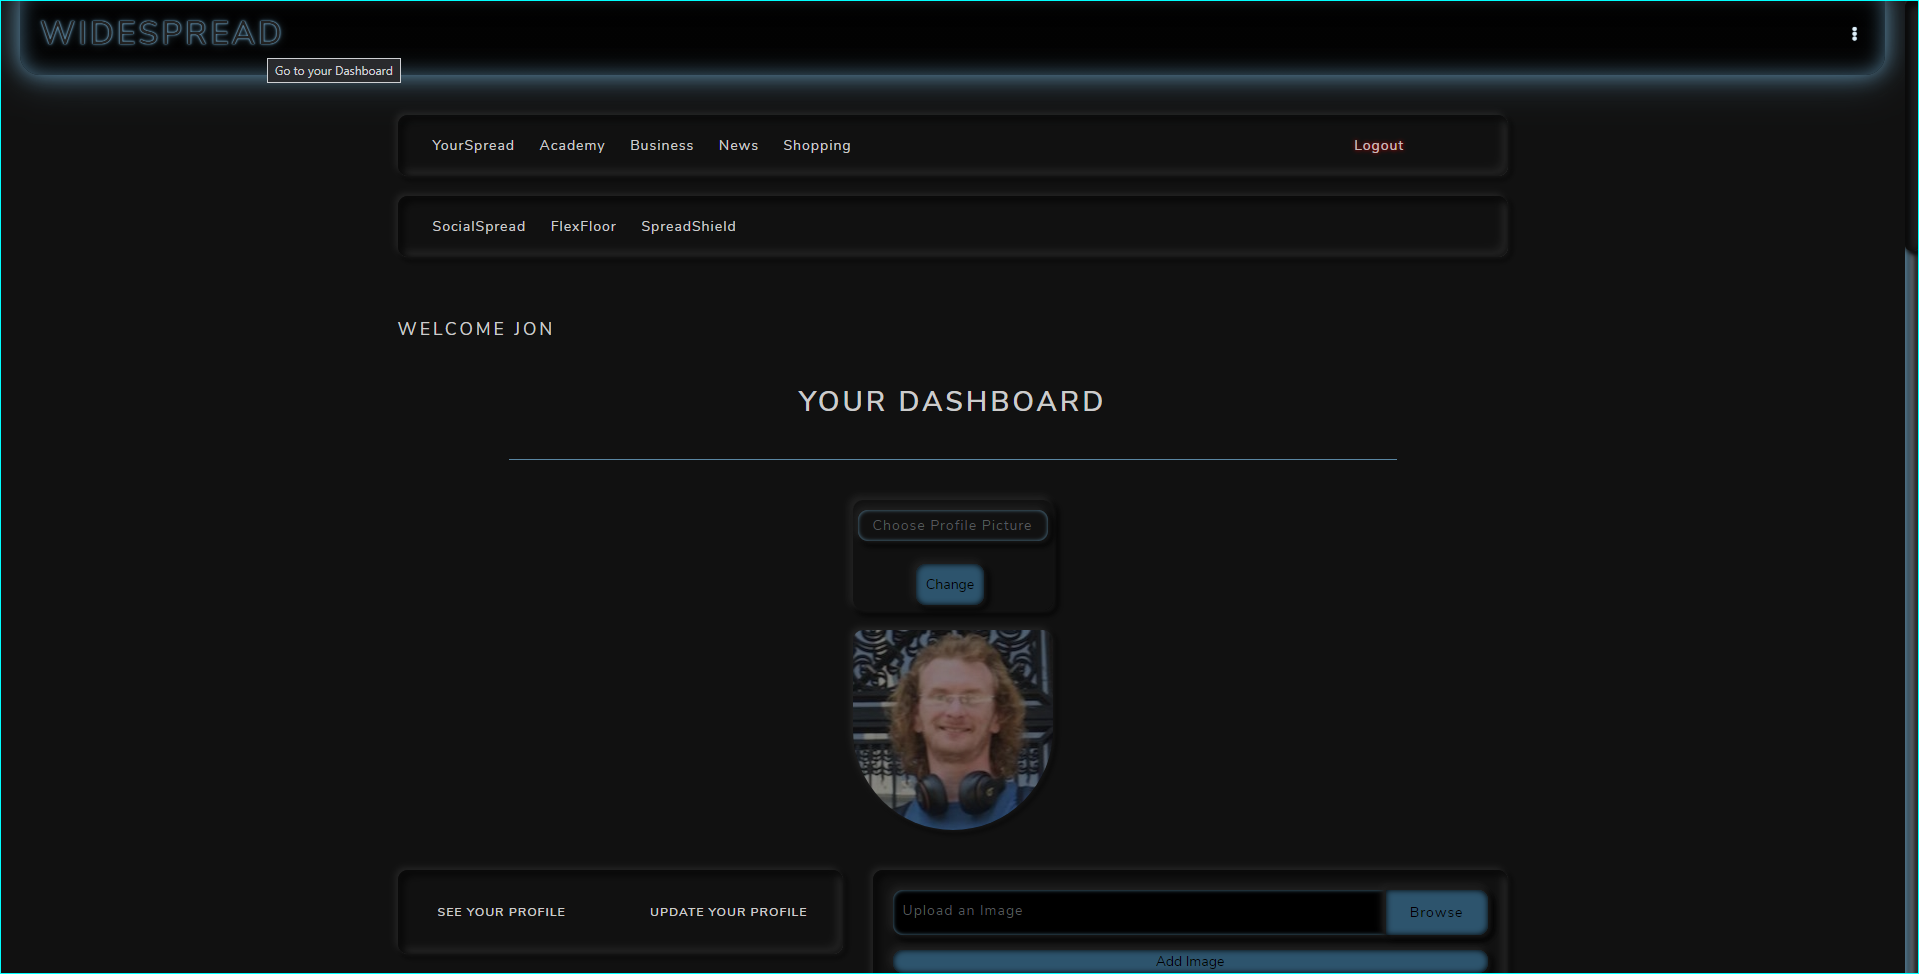 WIDESPREAD
Go to your Dashboard
YourSpread Academy Business News Shopping Logout
SocialSpread FlexFloor SpreadShield
WELCOME JON
YOUR DASHBOARD
Choose Profile Picture
Change
SEE YOUR PROFILE UPDATE YOUR PROFILE
Upload an Image Browse
Add Image